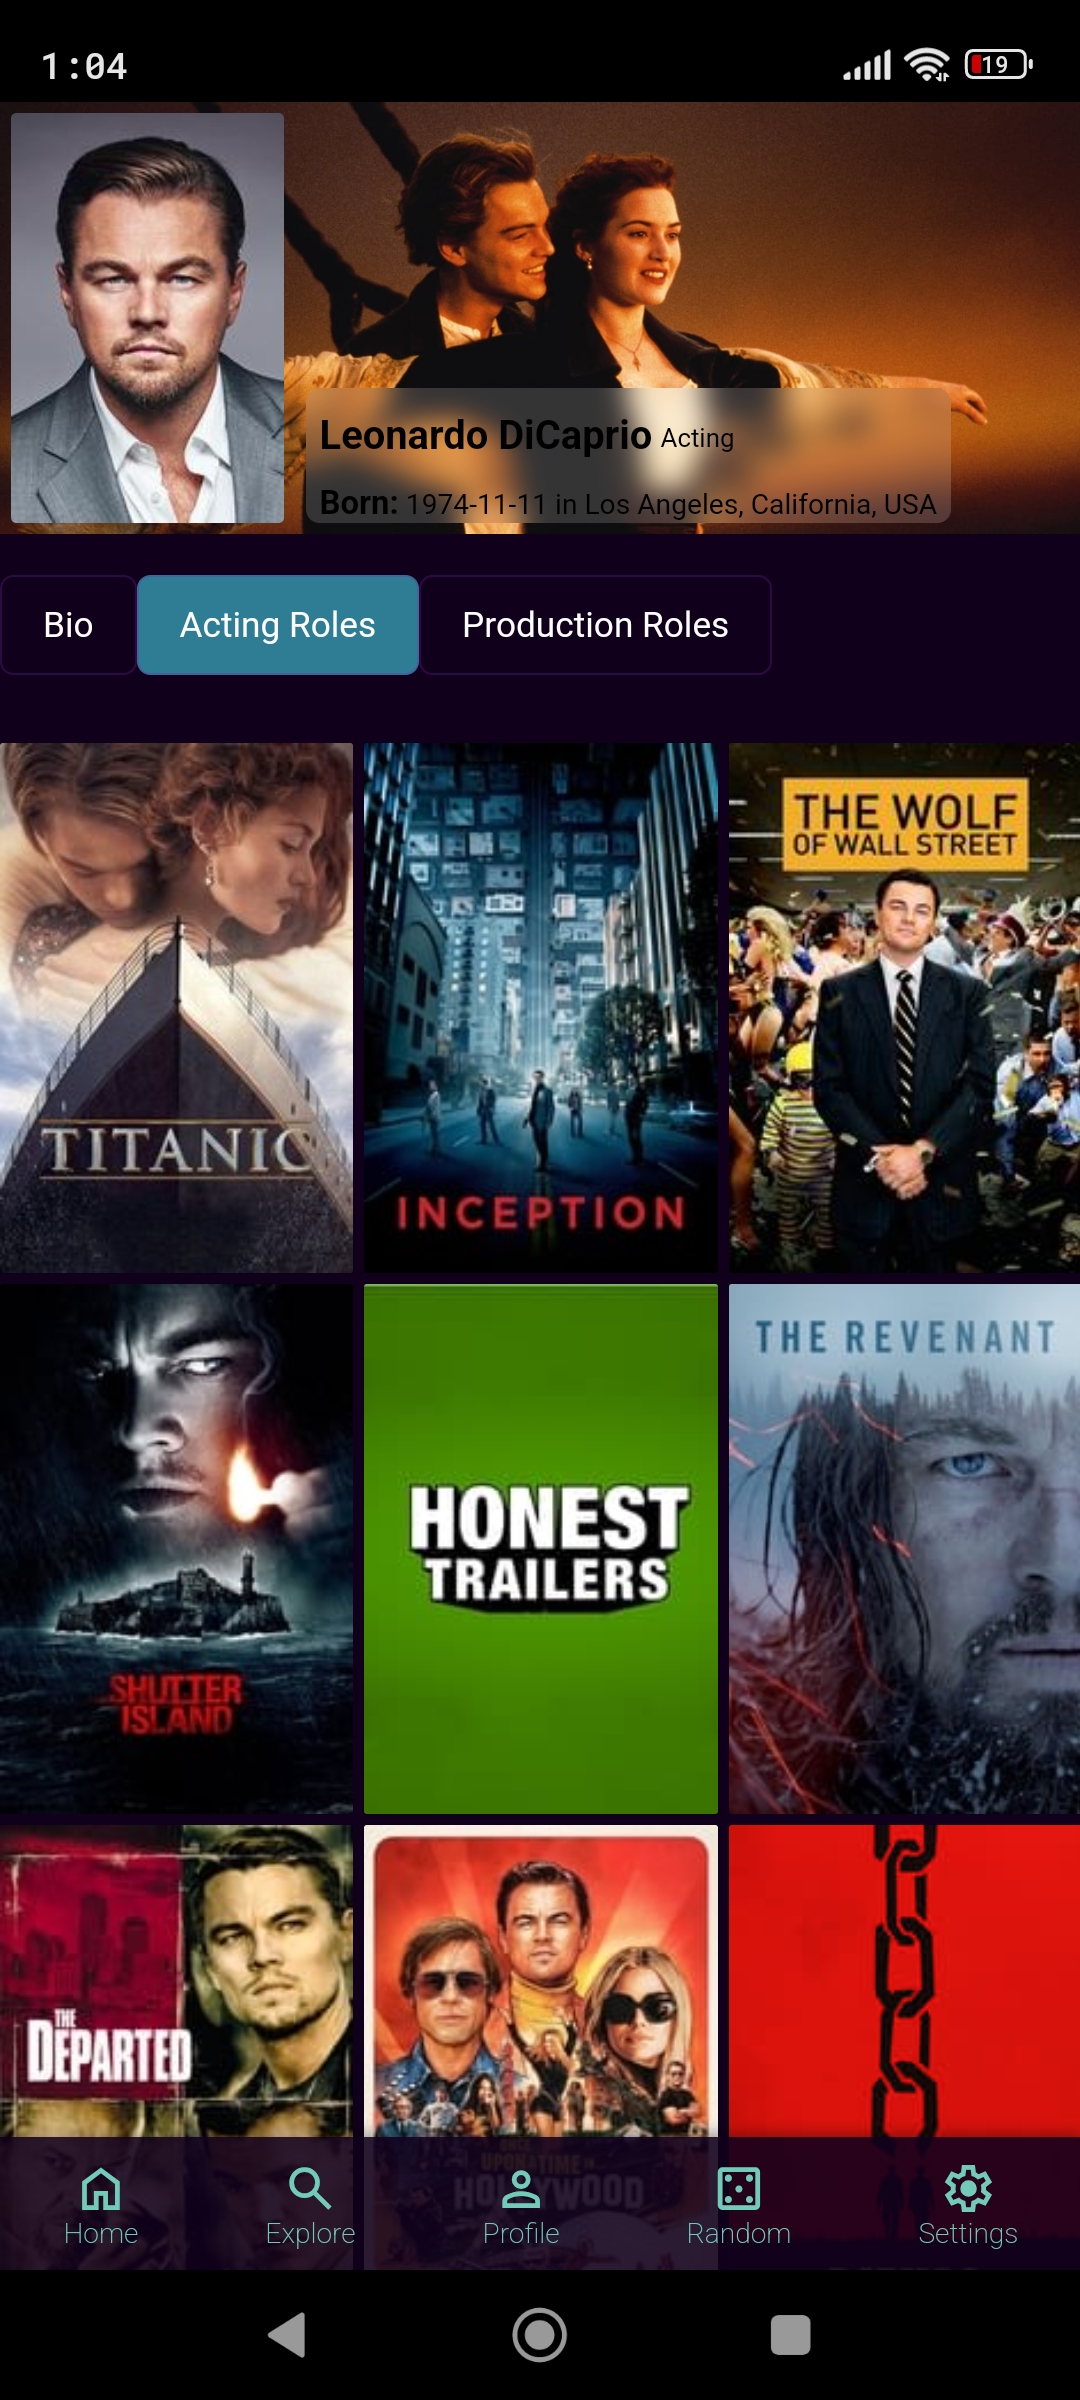 1:04
19
Leonardo DiCaprio Acting
Born: 1974-11-11 in Los Angeles, California, USA
Bio
Acting Roles
Production Roles
TITANIC
INCEPTION
THE WOLF
OF WALL STREET
SHUTTER
ISLAND
HONEST
TRAILERS
THE REVENANT
THE
DEPARTED
HOLLYWOOD
Home
Explore
Profile
Random
Settings